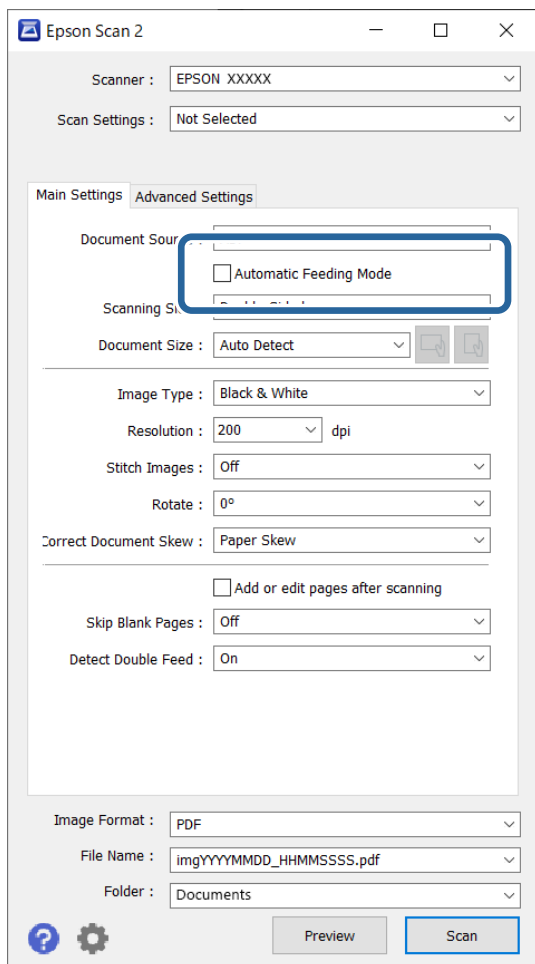 Epson Scan 2
Scanner : EPSON XXXXX
Scan Settings : Not Selected
Main Settings Advanced Settings
Document
Automatic Feeding Mode
Scanning
Document Size : Auto Detect
Image Type : Black & White
Resolution : 200 dpi
Stitch Images : Off
Rotate : 0°
Correct Document Skew : Paper Skew
Add or edit pages after scanning
Skip Blank Pages : Off
Detect Double Feed : On
Image Format : PDF
File Name : imgYYYYMMDD_HHMMSSSS.pdf
Folder : Documents
? Preview Scan